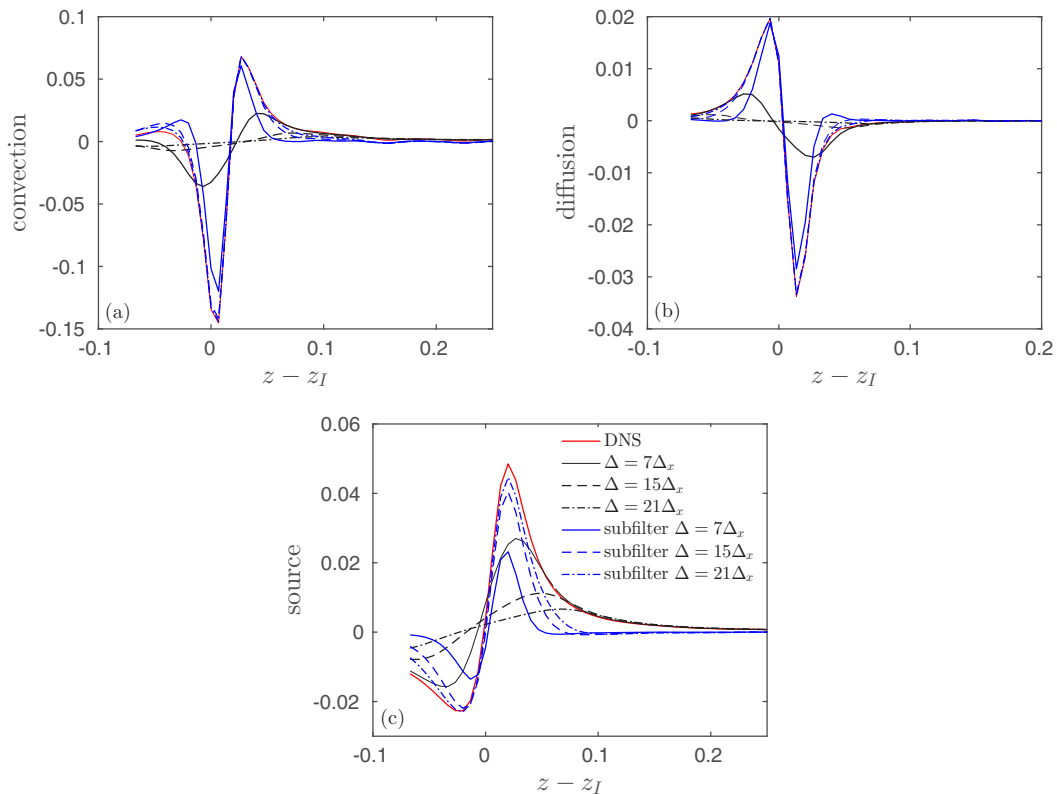 0.1
0.05
0
-0.05
-0.1
-0.15
convection
(a)
-0.1
0
0.1
0.2
z − z_I
0.02
0.01
0
-0.01
-0.02
-0.03
-0.04
diffusion
(b)
-0.1
0
0.1
0.2
z − z_I
0.06
0.04
0.02
0
-0.02
source
DNS
Δ = 7Δ_x
Δ = 15Δ_x
Δ = 21Δ_x
subfilter Δ = 7Δ_x
subfilter Δ = 15Δ_x
subfilter Δ = 21Δ_x
(c)
-0.1
0
0.1
0.2
z − z_I